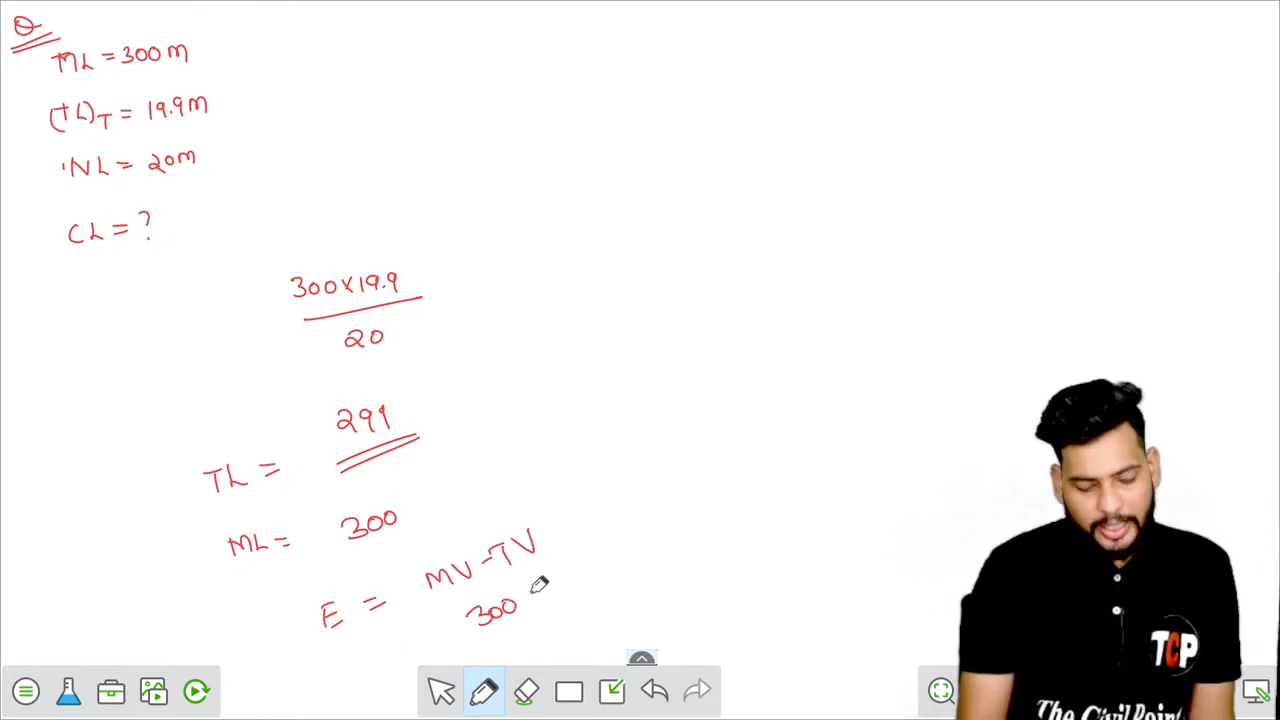 Q
ML = 300 m
(TL)T = 19.9 m
NL = 20m
CL = ?
300 × 19.9
20
299
TL =
ML = 300
E = MV - TV
300
TCP
The Civil Point